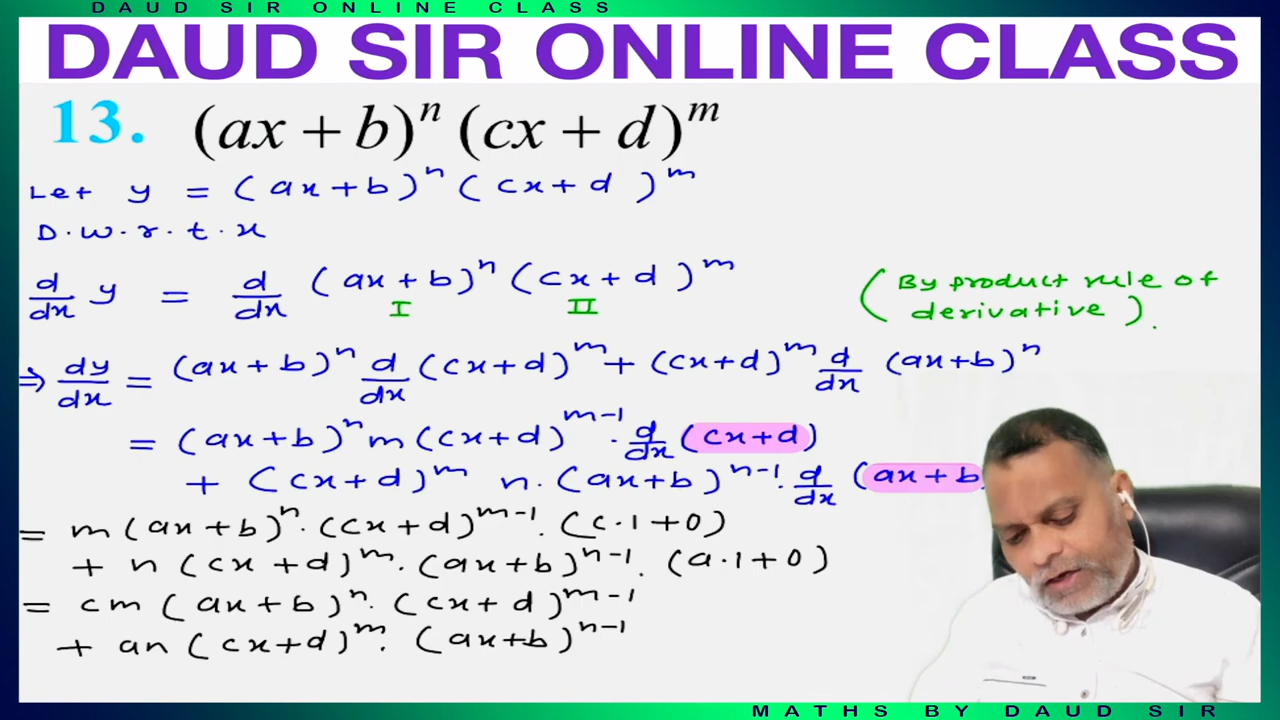 DAUD SIR ONLINE CLASS
DAUD SIR ONLINE CLASS
13. (ax + b)^n (cx + d)^m
Let y = (ax+b)^n (cx+d)^m
D.w.r.t.x
d/dx y = d/dx (ax+b)^n (cx+d)^m
I II
(By product rule of
derivative).
⇒ dy/dx = (ax+b)^n d/dx (cx+d)^m + (cx+d)^m d/dx (ax+b)^n
= (ax+b)^n m (cx+d)^{m-1} · d/dx (cx+d)
+ (cx+d)^m n·(ax+b)^{n-1} · d/dx (ax+b
= m(ax+b)^n · (cx+d)^{m-1} · (c·1+0)
+ n(cx+d)^m · (ax+b)^{n-1} · (a·1+0)
= cm (ax+b)^n · (cx+d)^{m-1}
+ an (cx+d)^m · (ax+b)^{n-1}
MATHS BY DAUD SIR